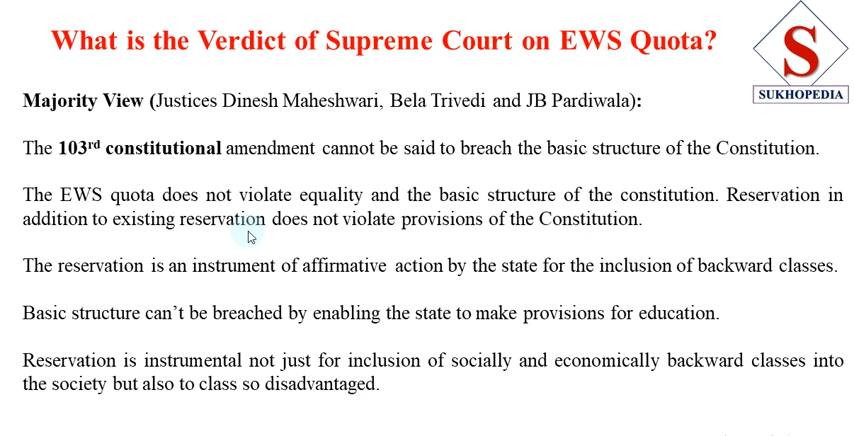 What is the Verdict of Supreme Court on EWS Quota?
S
SUKHOPEDIA
Majority View (Justices Dinesh Maheshwari, Bela Trivedi and JB Pardiwala):
The 103rd constitutional amendment cannot be said to breach the basic structure of the Constitution.
The EWS quota does not violate equality and the basic structure of the constitution. Reservation in
addition to existing reservation does not violate provisions of the Constitution.
The reservation is an instrument of affirmative action by the state for the inclusion of backward classes.
Basic structure can’t be breached by enabling the state to make provisions for education.
Reservation is instrumental not just for inclusion of socially and economically backward classes into
the society but also to class so disadvantaged.